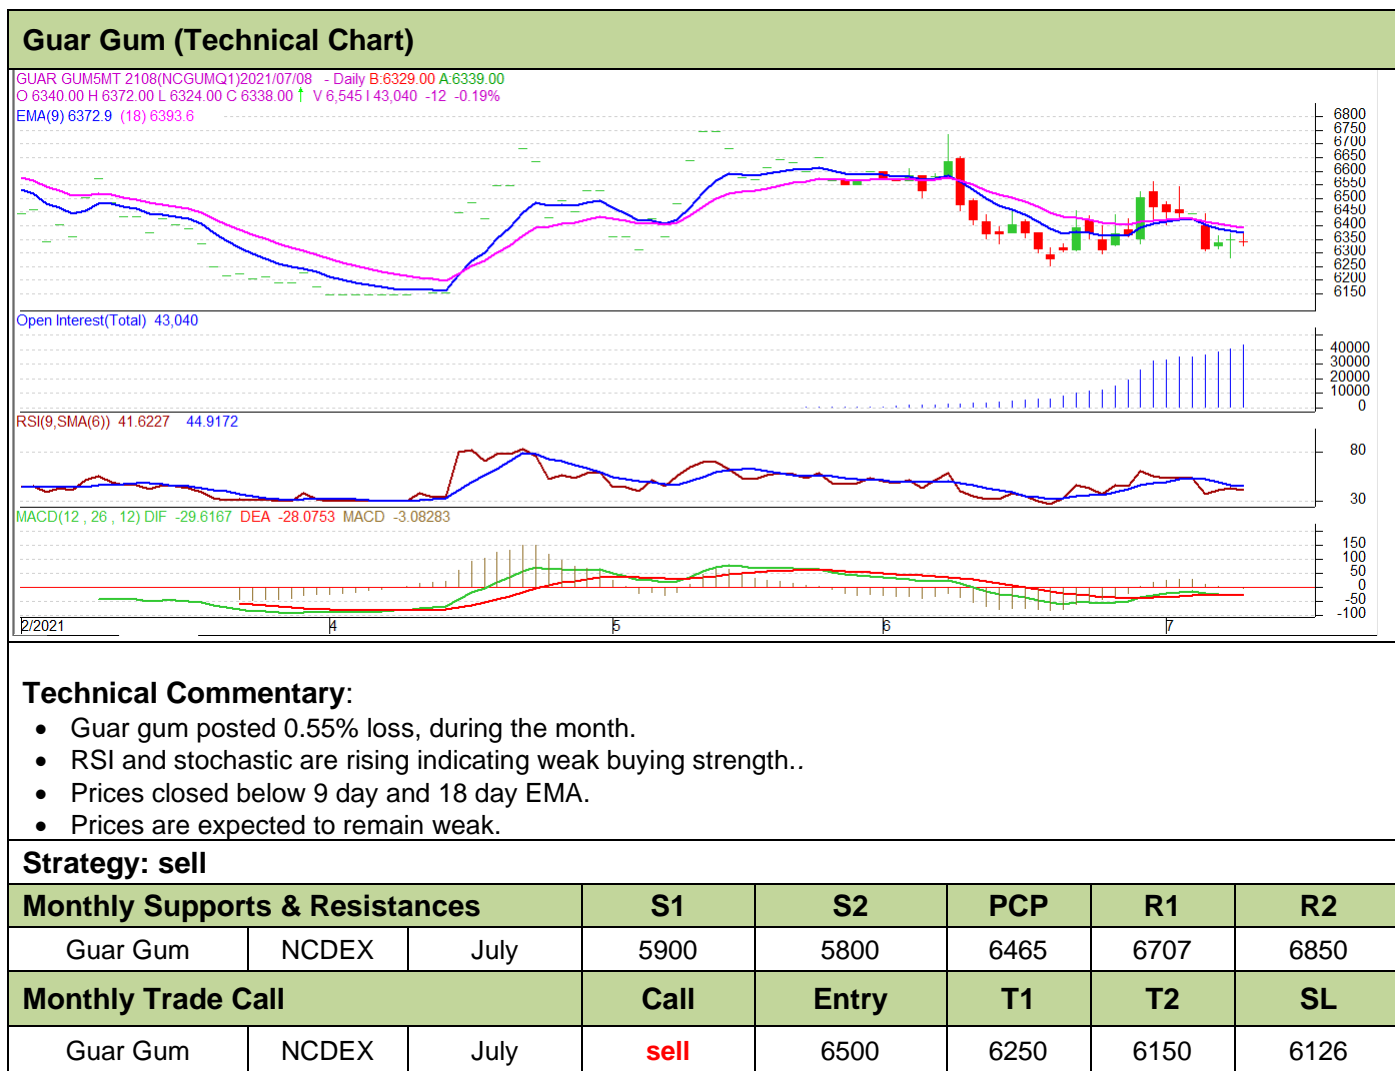 Guar Gum (Technical Chart)
GUAR GUM5MT 2108(NCGUMQ1)2021/07/08 - Daily B:6329.00 A:6339.00
O 6340.00 H 6372.00 L 6324.00 C 6338.00 ↑ V 6,545 I 43,040 -12 -0.19%
EMA(9) 6372.9 (18) 6393.6
6800
6750
6700
6650
6600
6550
6500
6450
6400
6350
6300
6250
6200
6150
Open Interest(Total) 43,040
40000
30000
20000
10000
0
RSI(9,SMA(6)) 41.6227 44.9172
80
30
MACD(12 , 26 , 12) DIF -29.6167 DEA -28.0753 MACD -3.08283
150
100
50
0
-50
-100
2/2021 4 5 6 7
Technical Commentary:
• Guar gum posted 0.55% loss, during the month.
• RSI and stochastic are rising indicating weak buying strength..
• Prices closed below 9 day and 18 day EMA.
• Prices are expected to remain weak.
Strategy: sell
Monthly Supports & Resistances S1 S2 PCP R1 R2
Guar Gum NCDEX July 5900 5800 6465 6707 6850
Monthly Trade Call Call Entry T1 T2 SL
Guar Gum NCDEX July sell 6500 6250 6150 6126